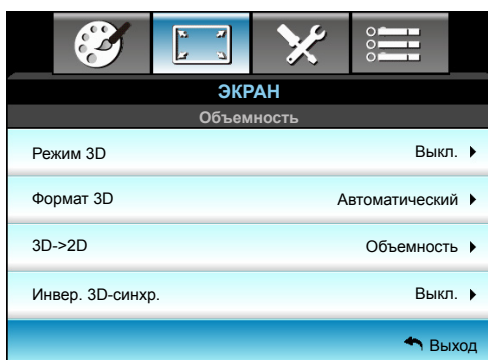 ЭКРАН
Объемность
Режим 3D Выкл.
Формат 3D Автоматический
3D->2D Объемность
Инвер. 3D-синхр. Выкл.
Выход